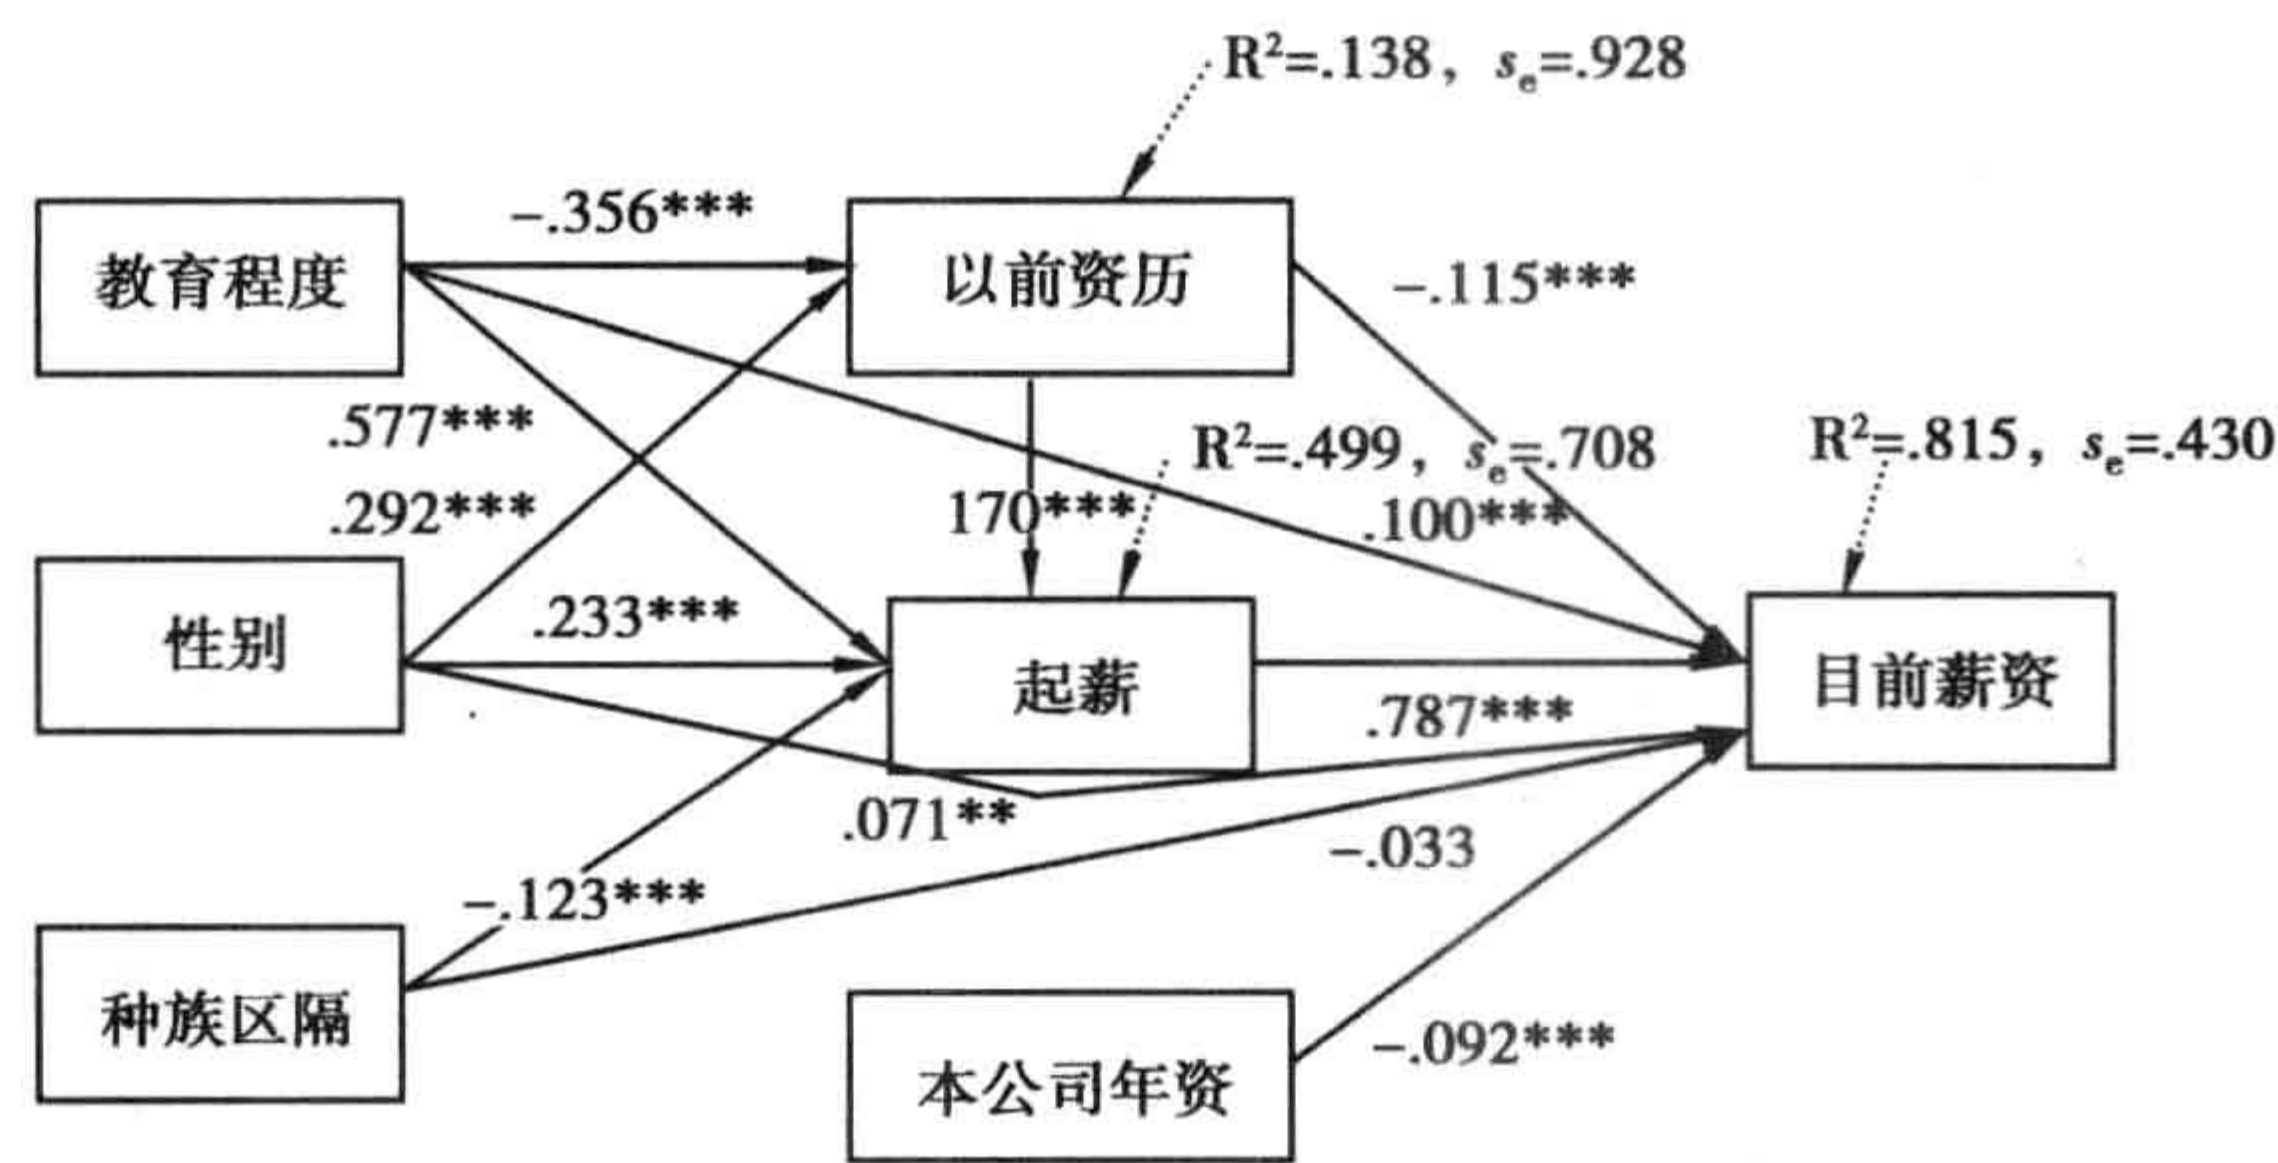 R²=.138, sₑ=.928
-.356***
教育程度
以前资历
-.115***
.577***
R²=.499, sₑ=.708
R²=.815, sₑ=.430
.292***
170***
.100***
.233***
性别
起薪
目前薪资
.787***
.071**
-.033
-.123***
种族区隔
-.092***
本公司年资